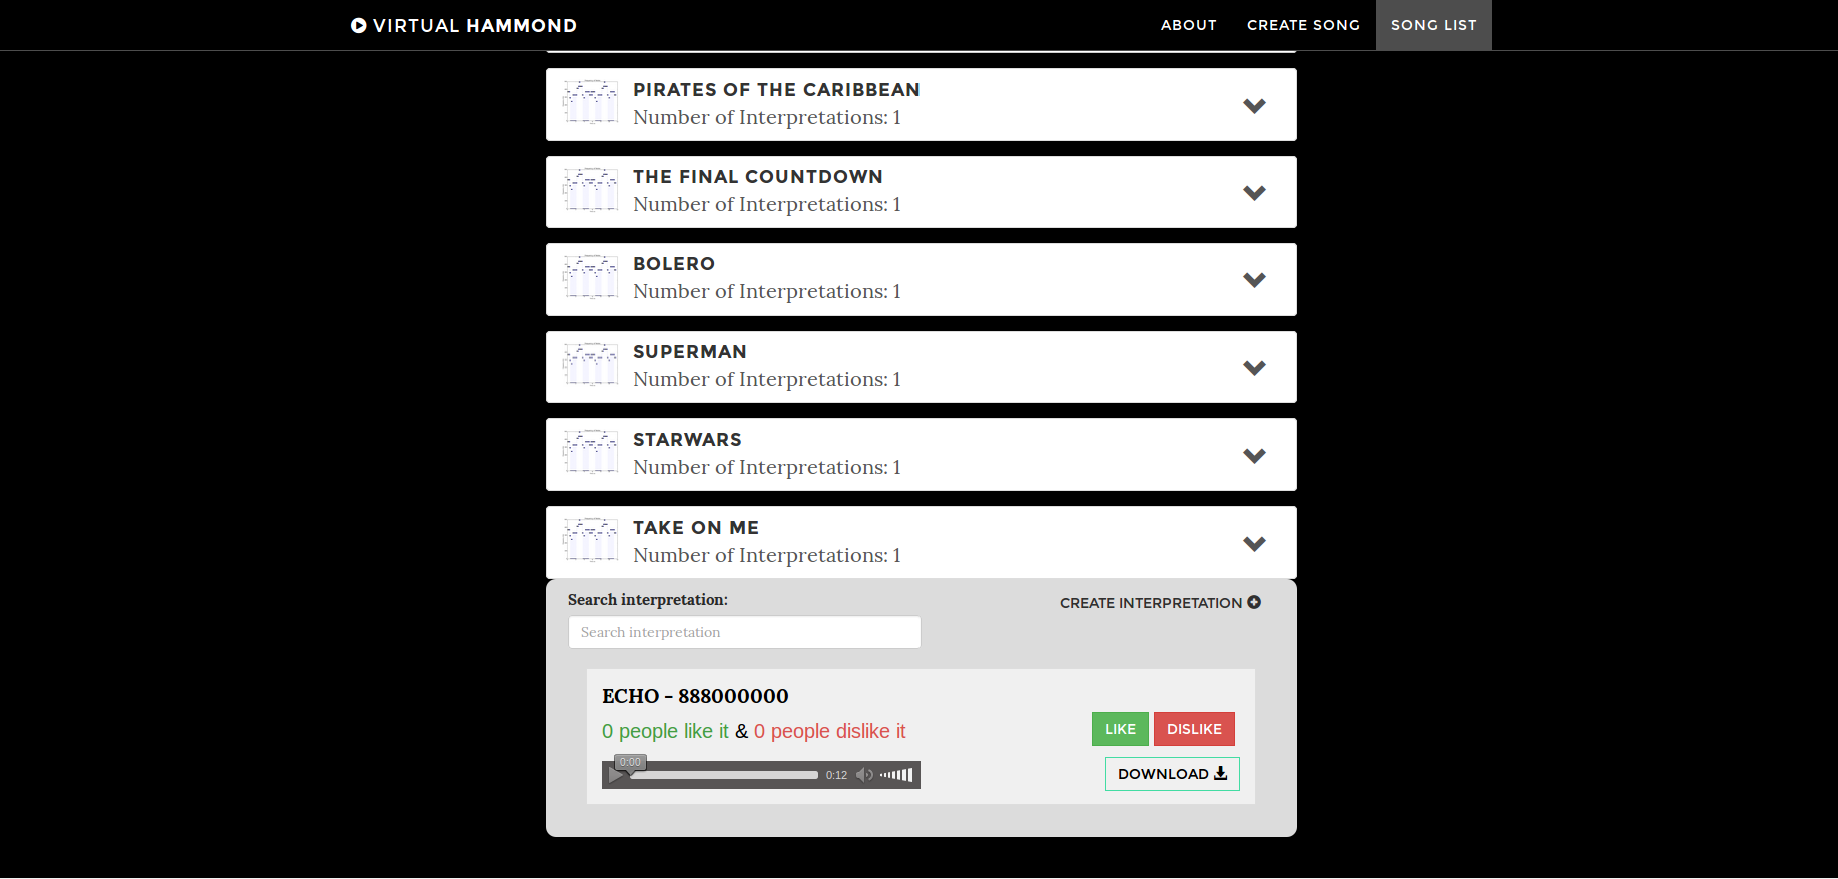 VIRTUAL HAMMOND
ABOUT CREATE SONG SONG LIST
PIRATES OF THE CARIBBEAN
Number of Interpretations: 1
THE FINAL COUNTDOWN
Number of Interpretations: 1
BOLERO
Number of Interpretations: 1
SUPERMAN
Number of Interpretations: 1
STARWARS
Number of Interpretations: 1
TAKE ON ME
Number of Interpretations: 1
Search interpretation:
CREATE INTERPRETATION
Search interpretation
ECHO - 888000000
0 people like it & 0 people dislike it
LIKE DISLIKE
0:00
0:12
DOWNLOAD